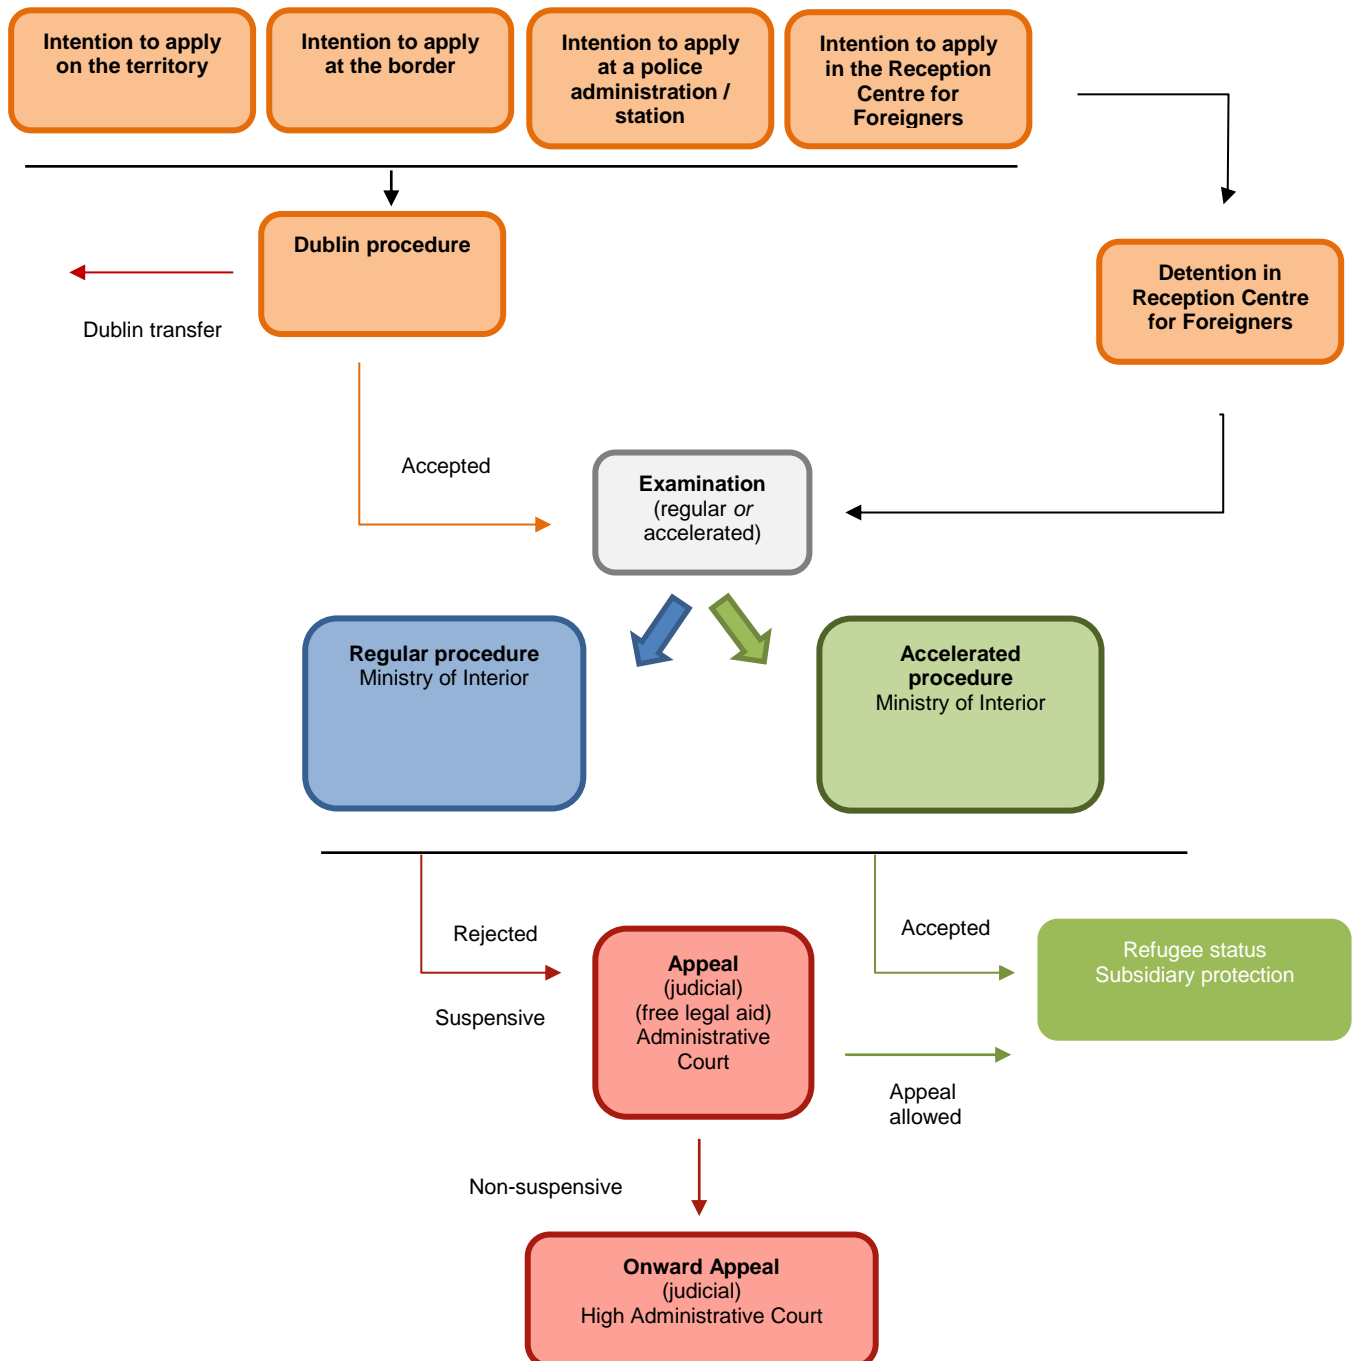 Intention to apply
on the territory
Intention to apply
at the border
Intention to apply
at a police
administration /
station
Intention to apply
in the Reception
Centre for
Foreigners
Dublin procedure
Dublin transfer
Detention in
Reception Centre
for Foreigners
Accepted
Examination
(regular or
accelerated)
Regular procedure
Ministry of Interior
Accelerated
procedure
Ministry of Interior
Rejected
Suspensive
Appeal
(judicial)
(free legal aid)
Administrative
Court
Accepted
Refugee status
Subsidiary protection
Appeal
allowed
Non-suspensive
Onward Appeal
(judicial)
High Administrative Court